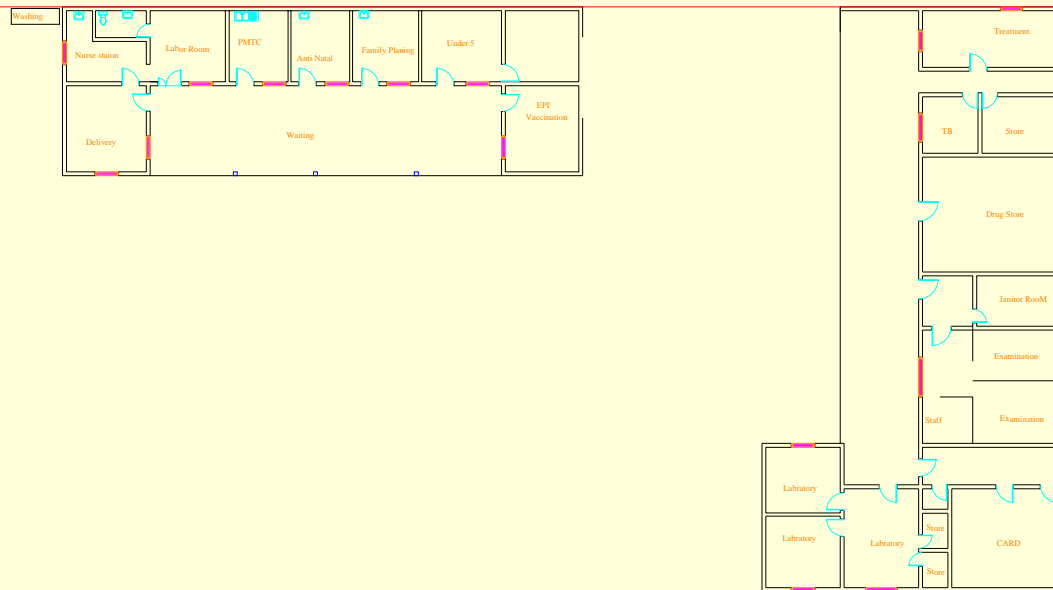 Washing
Nurse staion
Labor Room
PMTC
Anti Natal
Family Planing
Under 5
Delivery
Waiting
EPI
Vaccination
Treatment
TB
Store
Drug Store
Janitor RooM
Examination
Staff
Examination
Labratory
Labratory
Labratory
Store
Store
CARD